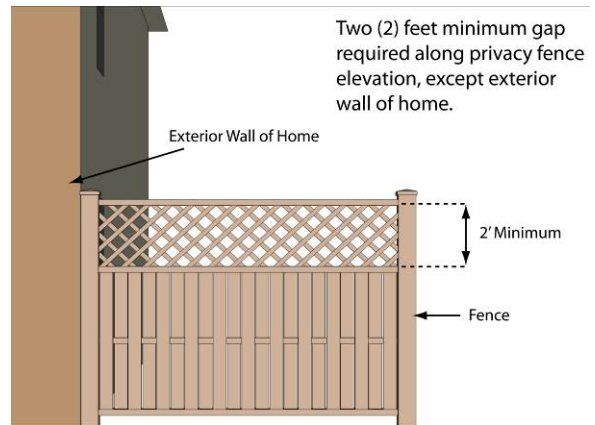 Two (2) feet minimum gap
required along privacy fence
elevation, except exterior
wall of home.
Exterior Wall of Home
2' Minimum
Fence